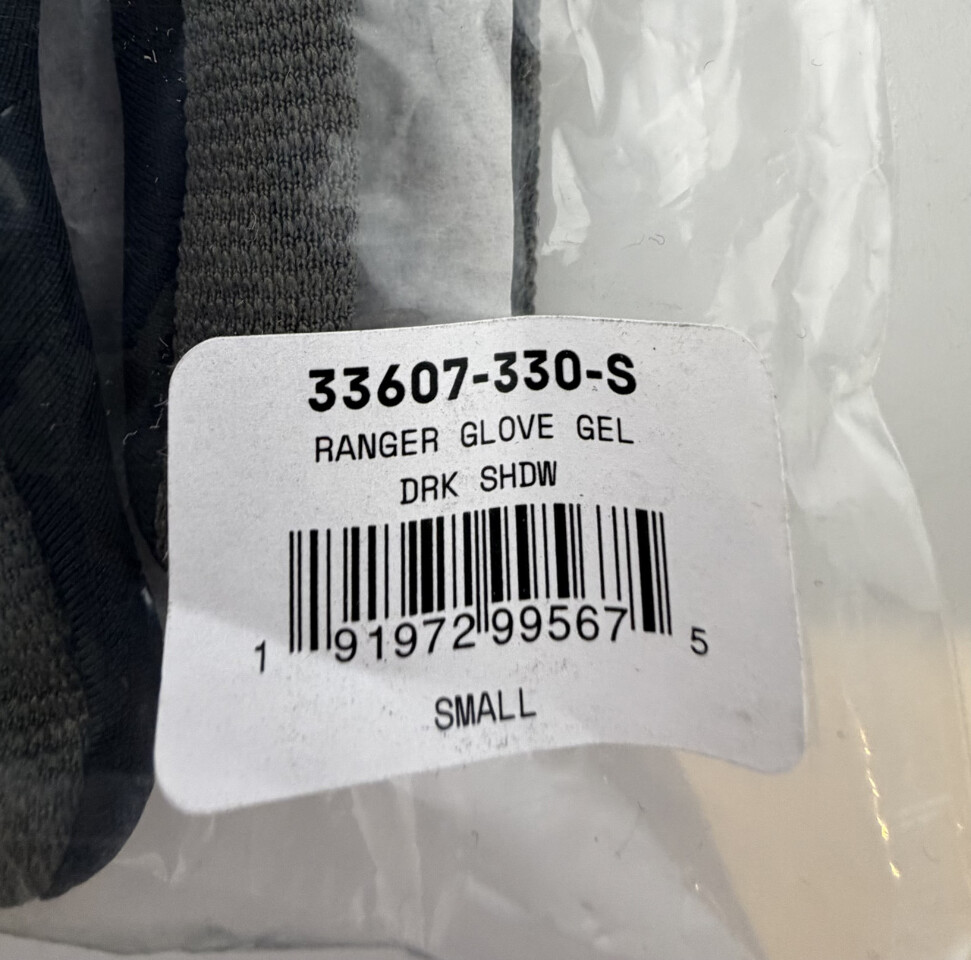 33607-330-S
RANGER GLOVE GEL
DRK SHDW
1 91972 99567 5
SMALL